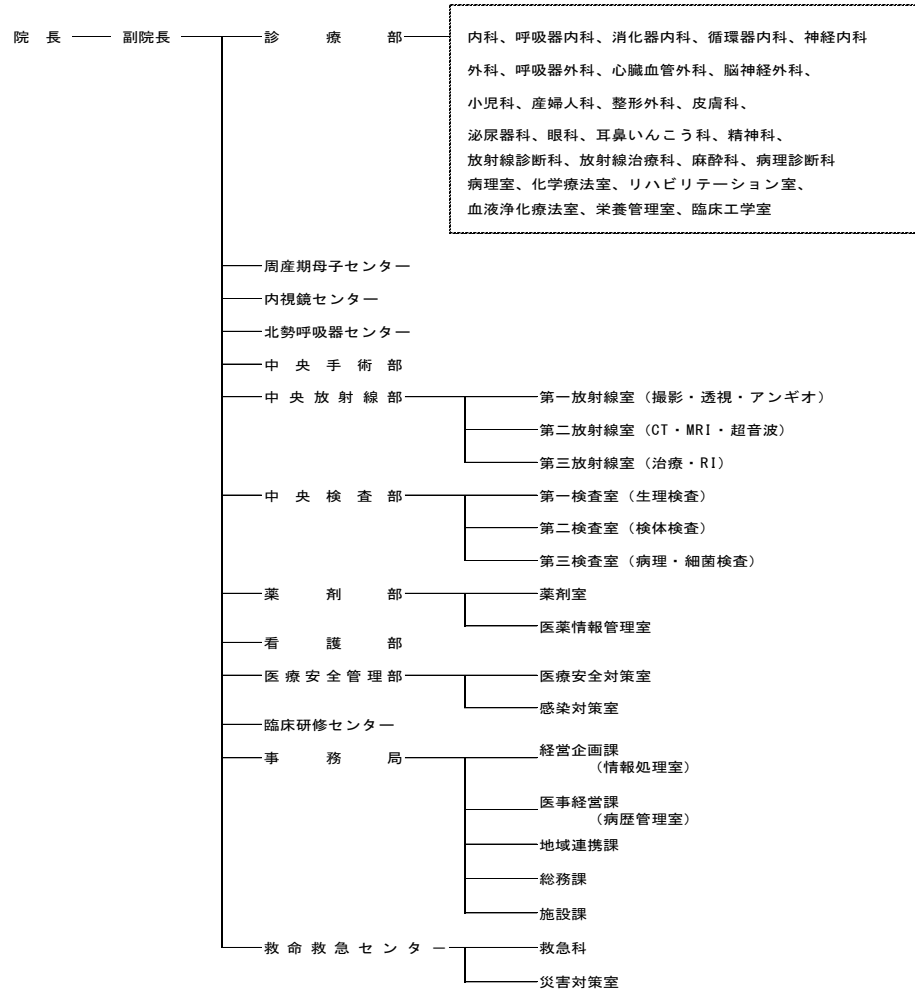 院長 副院長 診療部 内科、呼吸器内科、消化器内科、循環器内科、神経内科
外科、呼吸器外科、心臓血管外科、脳神経外科、
小児科、産婦人科、整形外科、皮膚科、
泌尿器科、眼科、耳鼻いんこう科、精神科、
放射線診断科、放射線治療科、麻酔科、病理診断科
病理室、化学療法室、リハビリテーション室、
血液浄化療法室、栄養管理室、臨床工学室
周産期母子センター
内視鏡センター
北勢呼吸器センター
中央手術部
中央放射線部 第一放射線室（撮影・透視・アンギオ）
第二放射線室（CT・MRI・超音波）
第三放射線室（治療・RI）
中央検査部 第一検査室（生理検査）
第二検査室（検体検査）
第三検査室（病理・細菌検査）
薬剤部 薬剤室
医薬情報管理室
看護部
医療安全管理部 医療安全対策室
感染対策室
臨床研修センター
事務局 経営企画課
（情報処理室）
医事経営課
（病歴管理室）
地域連携課
総務課
施設課
救命救急センター 救急科
災害対策室